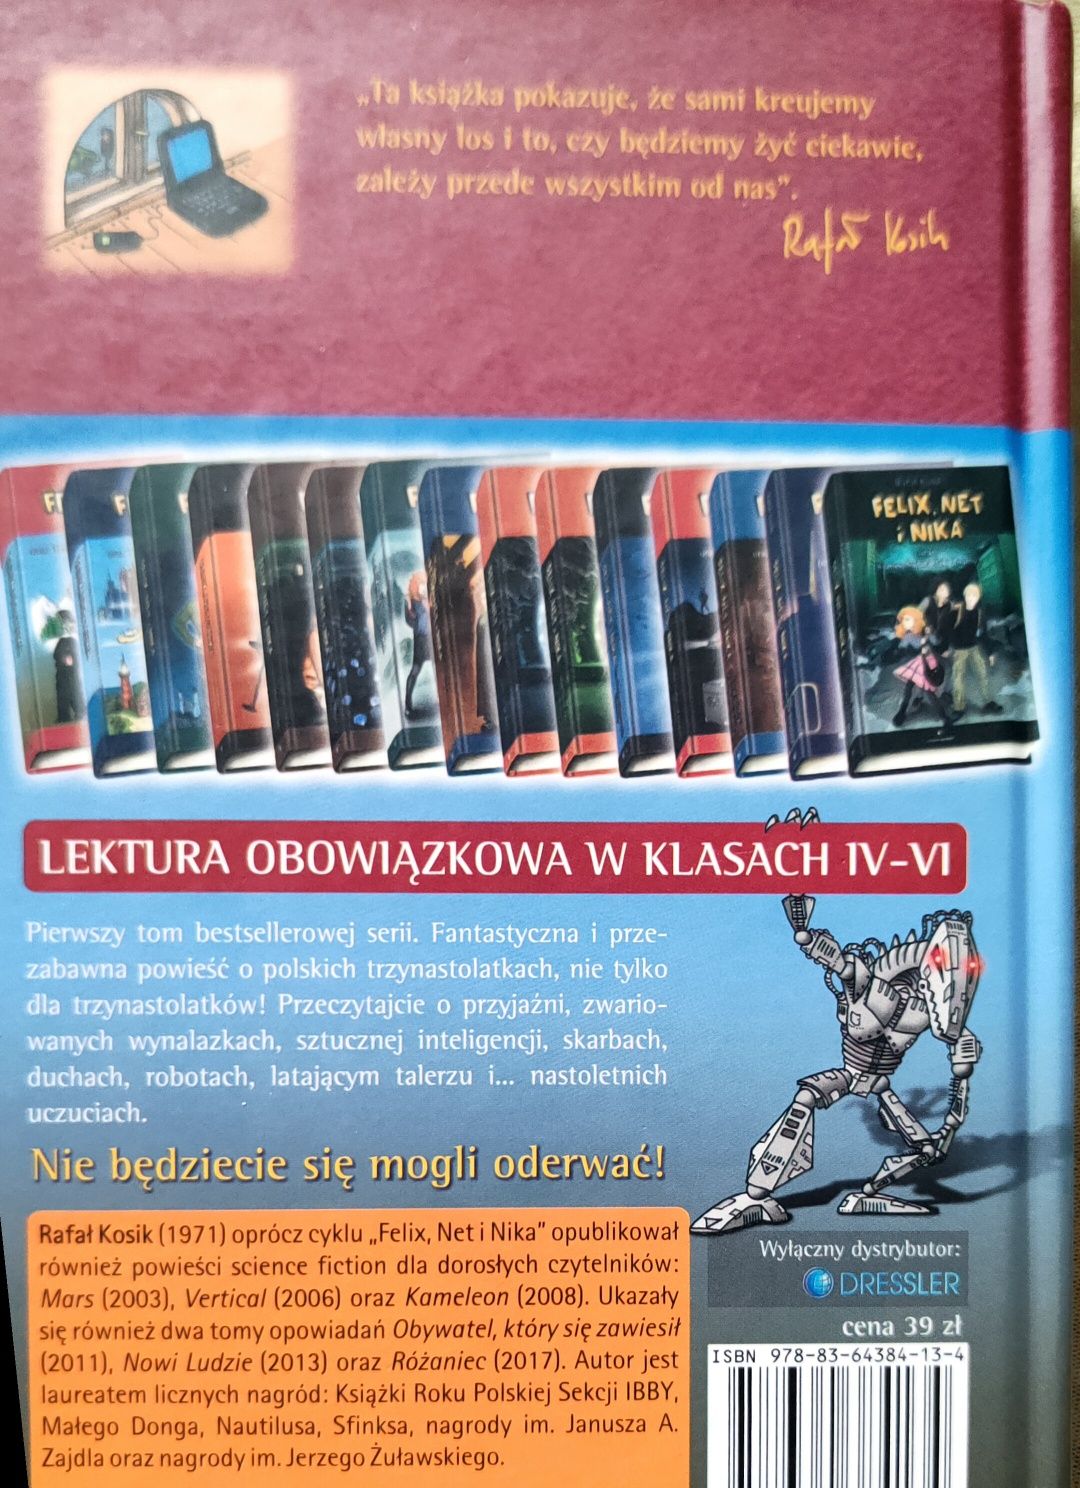 „Ta książka pokazuje, że sami kreujemy
własny los i to, czy będziemy żyć ciekawie,
zależy przede wszystkim od nas”.
Rafał Kosik
FELIX, NET
i NIKA
LEKTURA OBOWIĄZKOWA W KLASACH IV–VI
Pierwszy tom bestsellerowej serii. Fantastyczna i prze-
zabawna powieść o polskich trzynastolatkach, nie tylko
dla trzynastolatków! Przeczytajcie o przyjaźni, zwario-
wanych wynalazkach, sztucznej inteligencji, skarbach,
duchach, robotach, latającym talerzu i... nastoletnich
uczuciach.
Nie będziecie się mogli oderwać!
Rafał Kosik (1971) oprócz cyklu „Felix, Net i Nika” opublikował
również powieści science fiction dla dorosłych czytelników:
Mars (2003), Vertical (2006) oraz Kameleon (2008). Ukazały
się również dwa tomy opowiadań Obywatel, który się zawiesił
(2011), Nowi Ludzie (2013) oraz Różaniec (2017). Autor jest
laureatem licznych nagród: Książki Roku Polskiej Sekcji IBBY,
Małego Donga, Nautilusa, Sfinksa, nagrody im. Janusza A.
Zajdla oraz nagrody im. Jerzego Żuławskiego.
Wyłączny dystrybutor:
DRESSLER
cena 39 zł
ISBN 978-83-64384-13-4